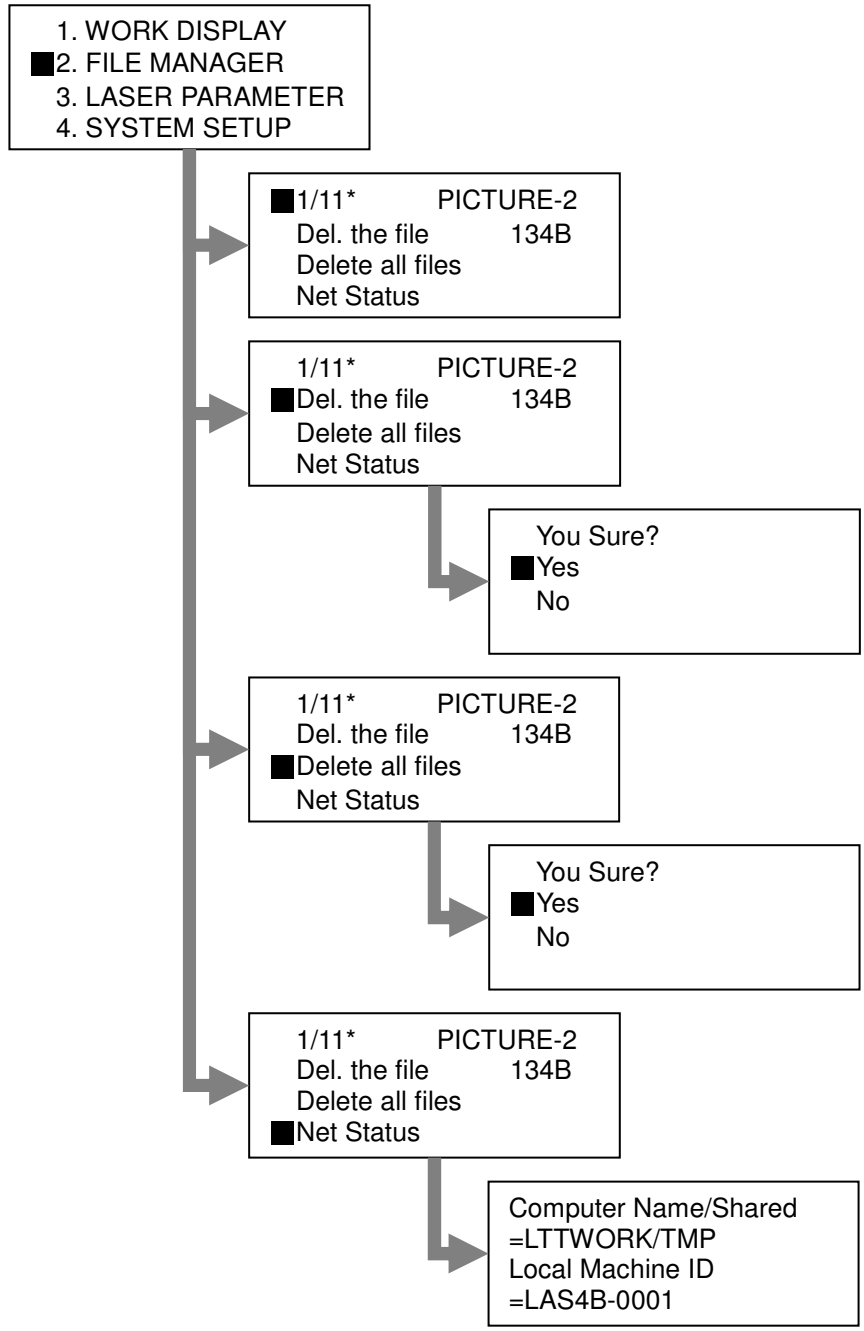 1. WORK DISPLAY
2. FILE MANAGER
3. LASER PARAMETER
4. SYSTEM SETUP
1/11* PICTURE-2
Del. the file 134B
Delete all files
Net Status
1/11* PICTURE-2
Del. the file 134B
Delete all files
Net Status
You Sure?
Yes
No
1/11* PICTURE-2
Del. the file 134B
Delete all files
Net Status
You Sure?
Yes
No
1/11* PICTURE-2
Del. the file 134B
Delete all files
Net Status
Computer Name/Shared
=LTTWORK/TMP
Local Machine ID
=LAS4B-0001